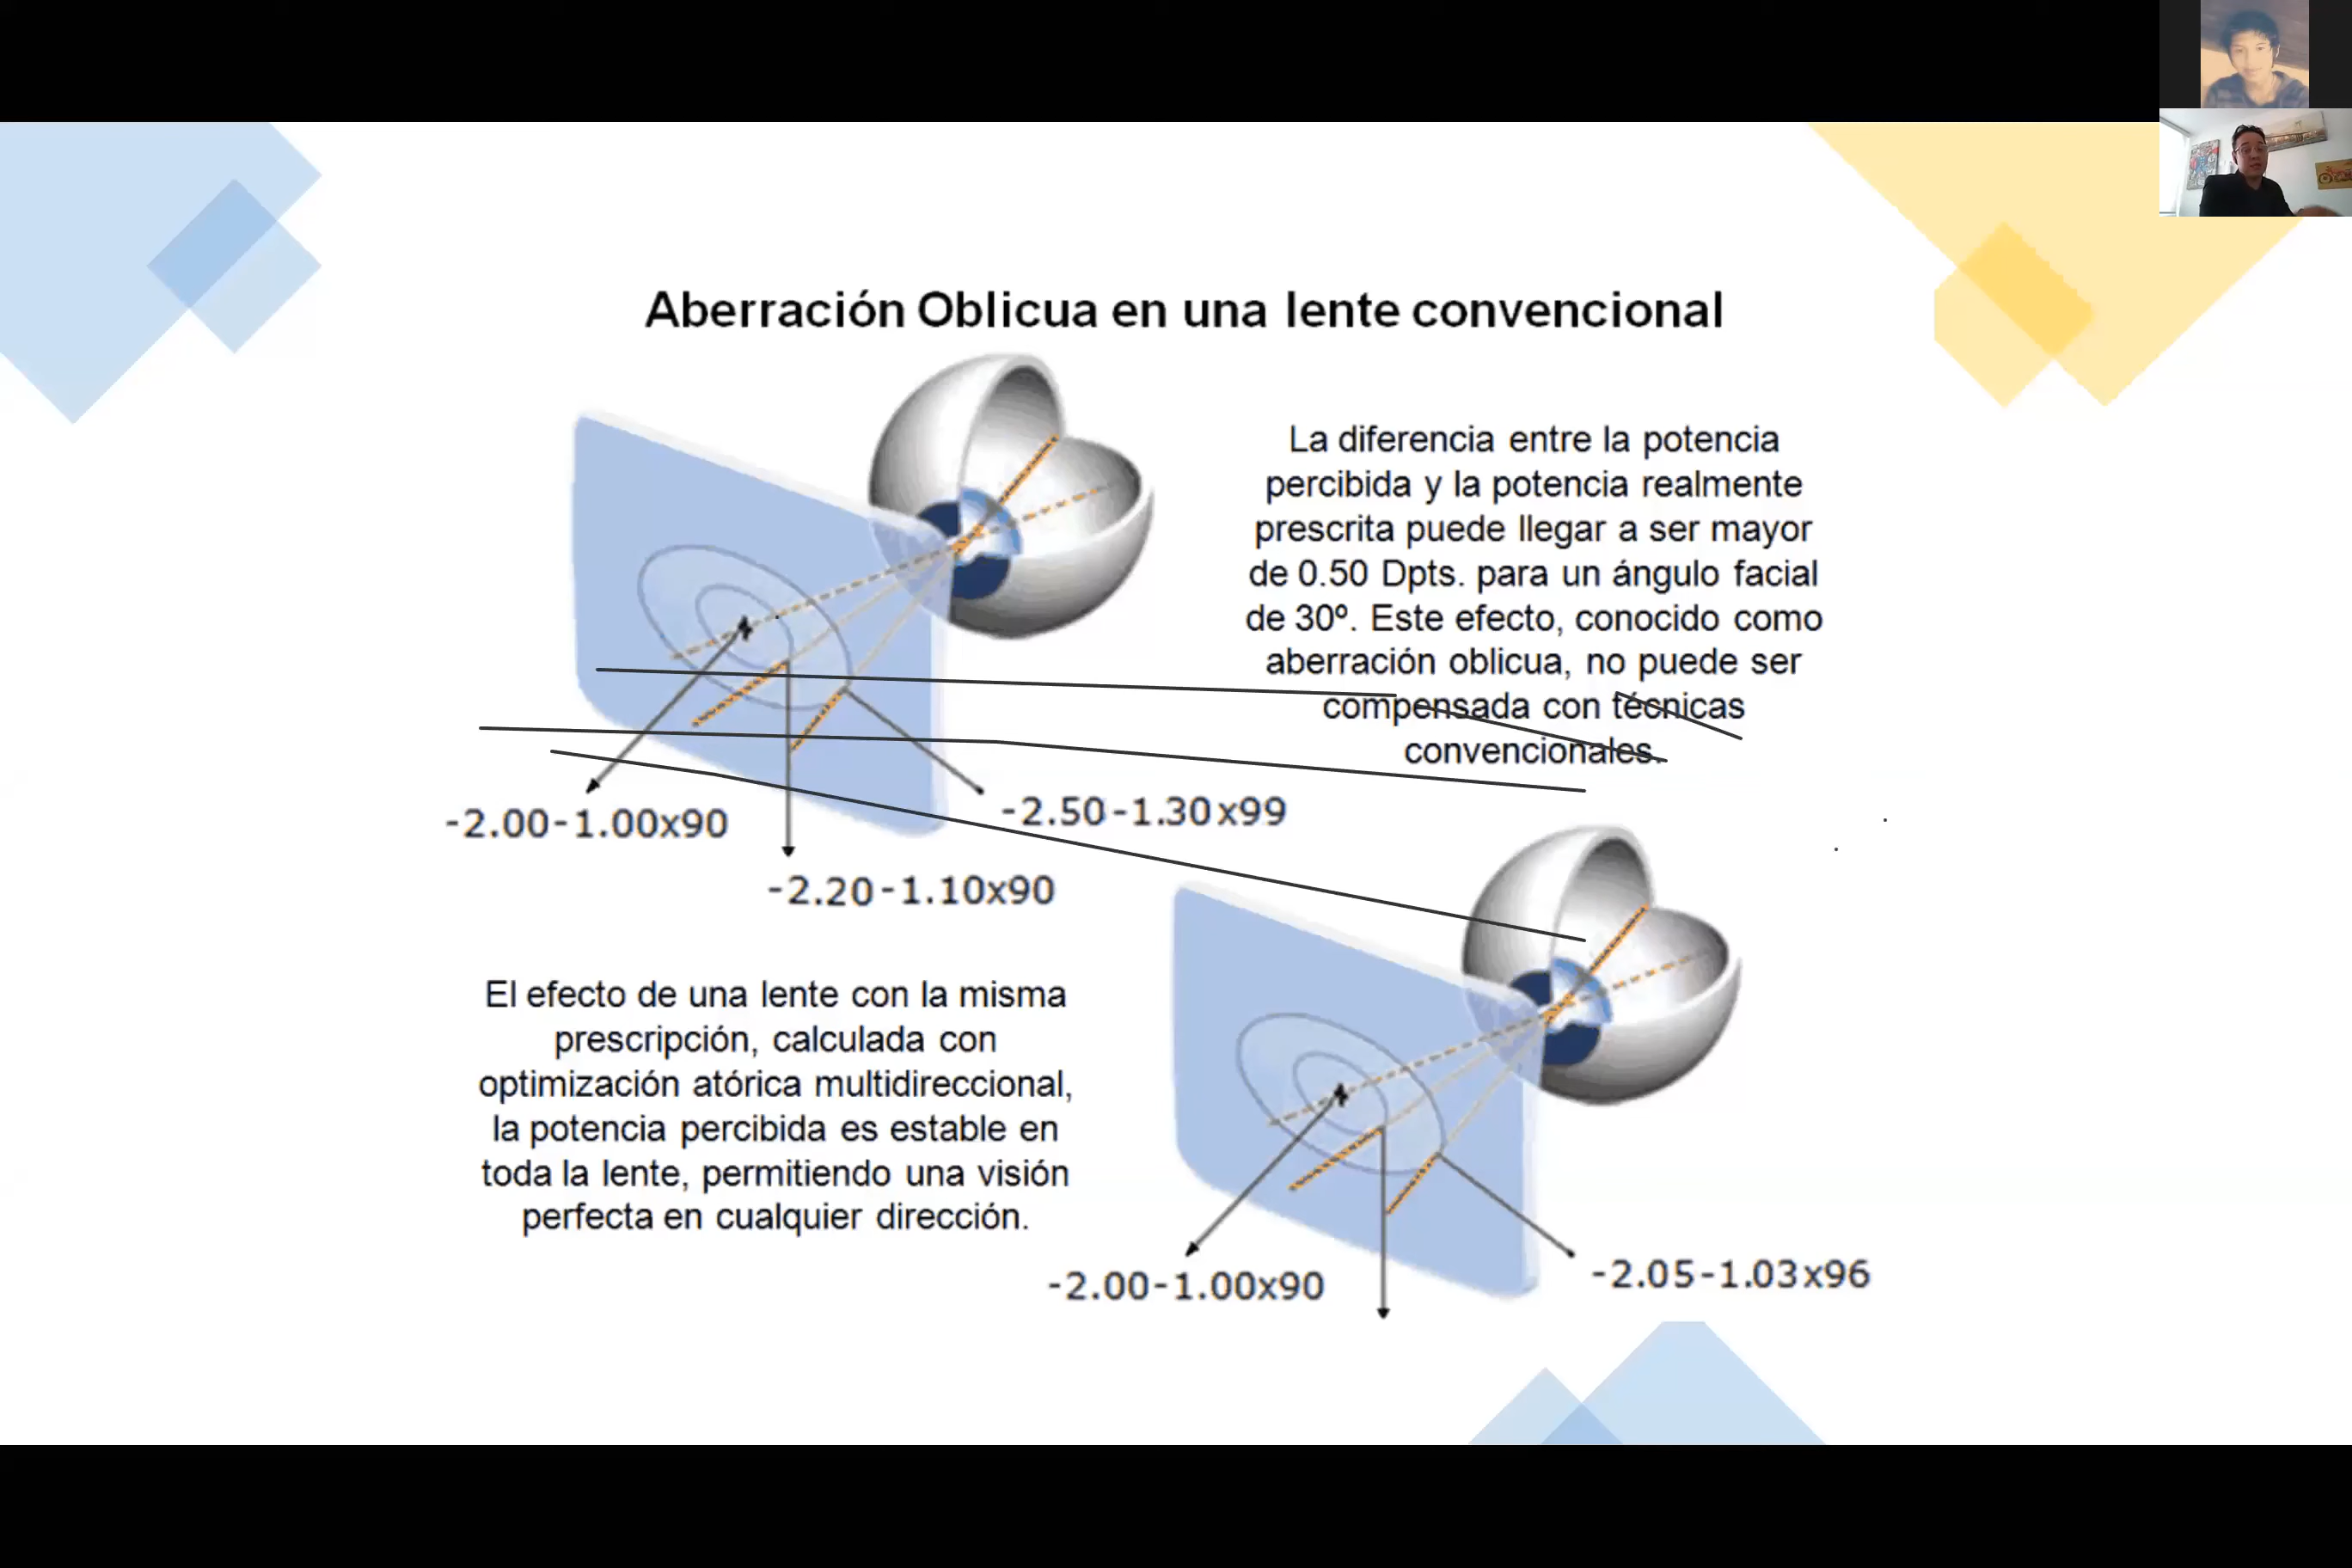 Aberración Oblicua en una lente convencional
La diferencia entre la potencia
percibida y la potencia realmente
prescrita puede llegar a ser mayor
de 0.50 Dpts. para un ángulo facial
de 30º. Este efecto, conocido como
aberración oblicua, no puede ser
compensada con técnicas
convencionales.
-2.00-1.00x90
-2.50-1.30x99
-2.20-1.10x90
El efecto de una lente con la misma
prescripción, calculada con
optimización atórica multidireccional,
la potencia percibida es estable en
toda la lente, permitiendo una visión
perfecta en cualquier dirección.
-2.00-1.00x90
-2.05-1.03x96